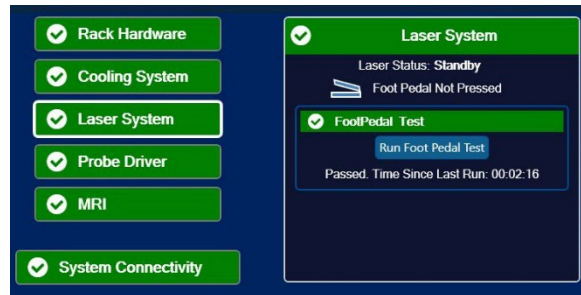 Rack Hardware
Cooling System
Laser System
Probe Driver
MRI
System Connectivity
Laser System
Laser Status: Standby
Foot Pedal Not Pressed
FootPedal Test
Run Foot Pedal Test
Passed. Time Since Last Run: 00:02:16